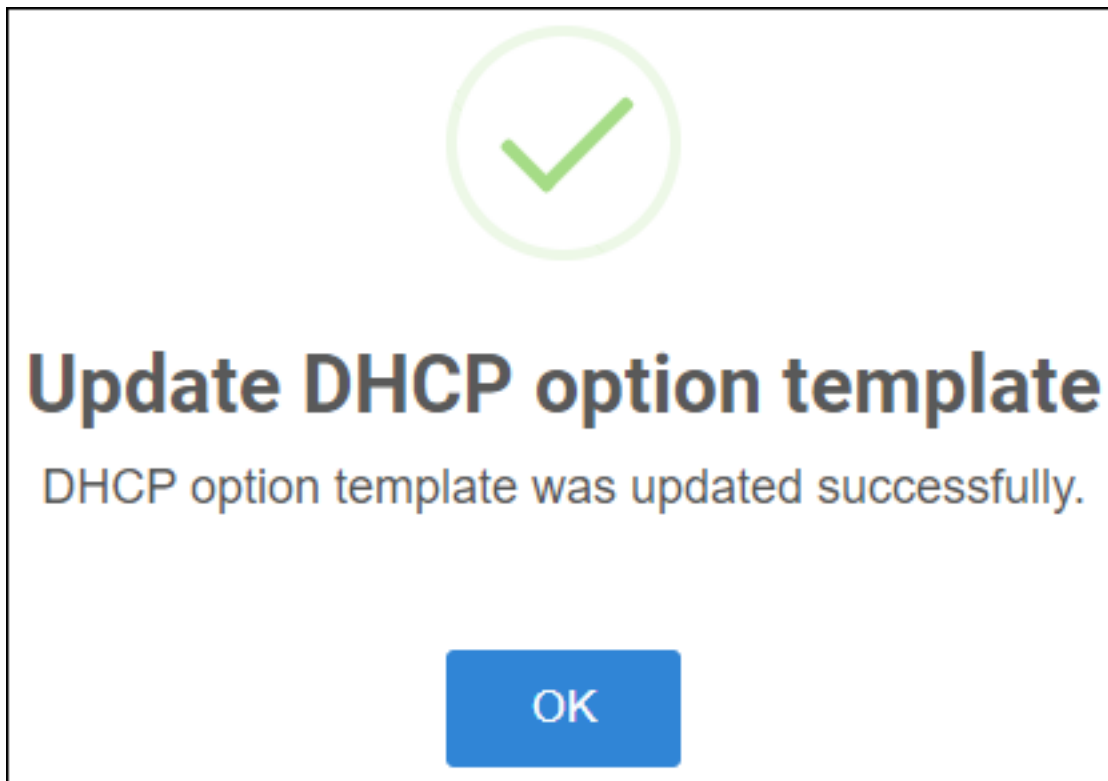 Update DHCP option template
DHCP option template was updated successfully.
OK